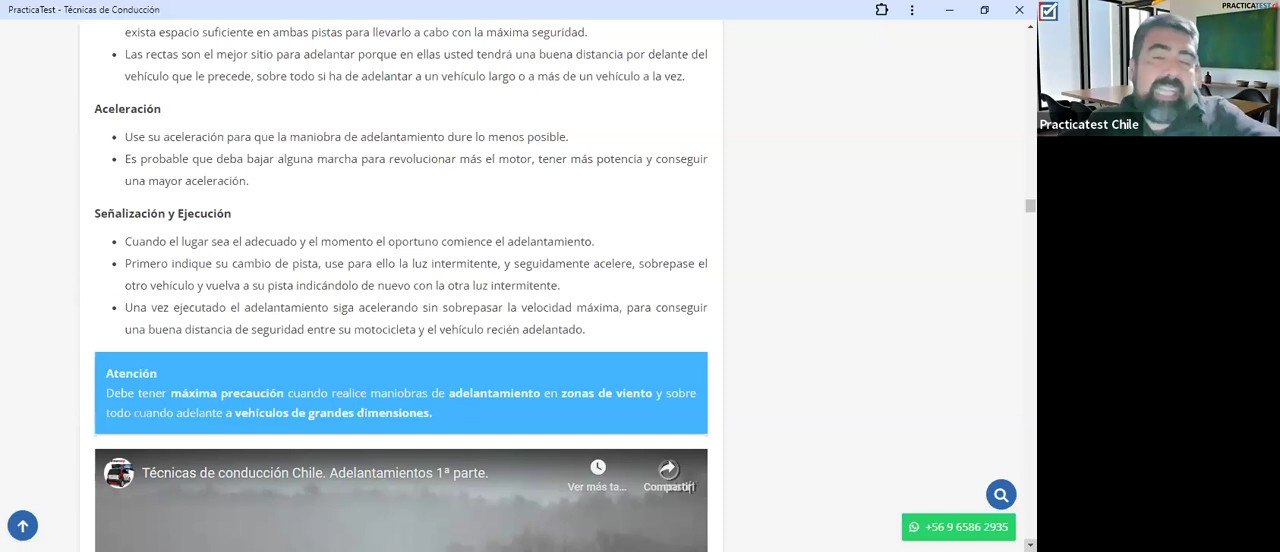 PracticaTest - Técnicas de Conducción
PRACTICATEST
exista espacio suficiente en ambas pistas para llevarlo a cabo con la máxima seguridad.
Las rectas son el mejor sitio para adelantar porque en ellas usted tendrá una buena distancia por delante del
vehículo que le precede, sobre todo si ha de adelantar a un vehículo largo o a más de un vehículo a la vez.
Practicatest Chile
Aceleración
Use su aceleración para que la maniobra de adelantamiento dure lo menos posible.
Es probable que deba bajar alguna marcha para revolucionar más el motor, tener más potencia y conseguir
una mayor aceleración.
Señalización y Ejecución
Cuando el lugar sea el adecuado y el momento el oportuno comience el adelantamiento.
Primero indique su cambio de pista, use para ello la luz intermitente, y seguidamente acelere, sobrepase el
otro vehículo y vuelva a su pista indicándolo de nuevo con la otra luz intermitente.
Una vez ejecutado el adelantamiento siga acelerando sin sobrepasar la velocidad máxima, para conseguir
una buena distancia de seguridad entre su motocicleta y el vehículo recién adelantado.
Atención
Debe tener máxima precaución cuando realice maniobras de adelantamiento en zonas de viento y sobre
todo cuando adelante a vehículos de grandes dimensiones.
Técnicas de conducción Chile. Adelantamientos 1ª parte.
Ver más ta...
+56 9 6586 2935